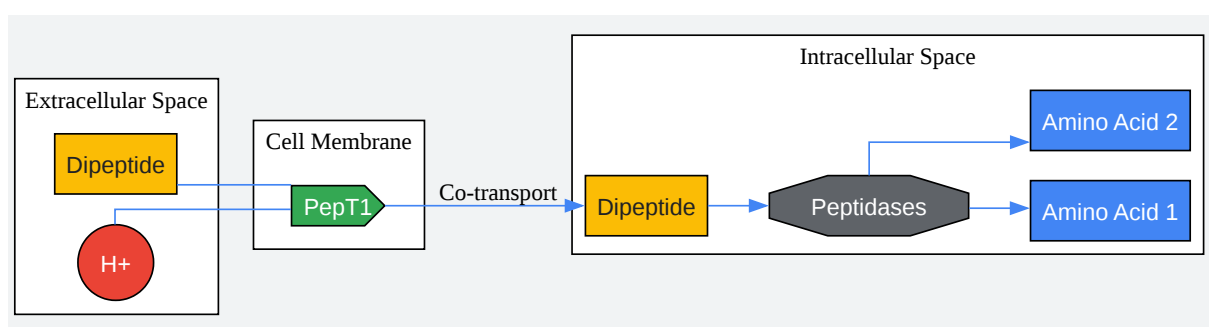 Extracellular Space
Dipeptide
H+
Cell Membrane
PepT1
Co-transport
Intracellular Space
Dipeptide
Peptidases
Amino Acid 2
Amino Acid 1